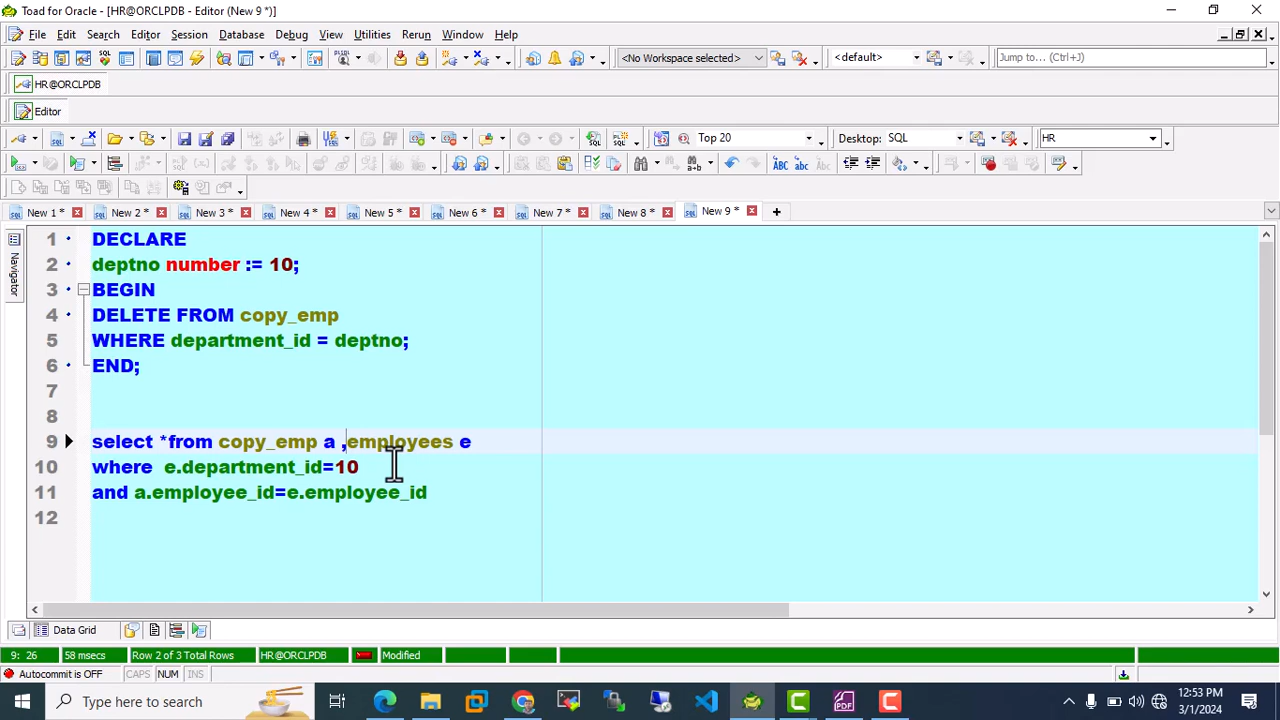 Toad for Oracle - [HR@ORCLPDB - Editor (New 9 *)]
File Edit Search Editor Session Database Debug View Utilities Rerun Window Help
<No Workspace selected> <default> Jump to... (Ctrl+J)
HR@ORCLPDB
Editor
Top 20 Desktop: SQL HR
New 1 * New 2 * New 3 * New 4 * New 5 * New 6 * New 7 * New 8 * New 9 * +
1 DECLARE
2 deptno number := 10;
3 BEGIN
4 DELETE FROM copy_emp
5 WHERE department_id = deptno;
6 END;
7
8
9 select *from copy_emp a ,employees e
10 where  e.department_id=10
11 and a.employee_id=e.employee_id
12
Navigator
Data Grid
9: 26 58 msecs Row 2 of 3 Total Rows HR@ORCLPDB Modified
Autocommit is OFF CAPS NUM INS
Type here to search 12:53 PM
3/1/2024